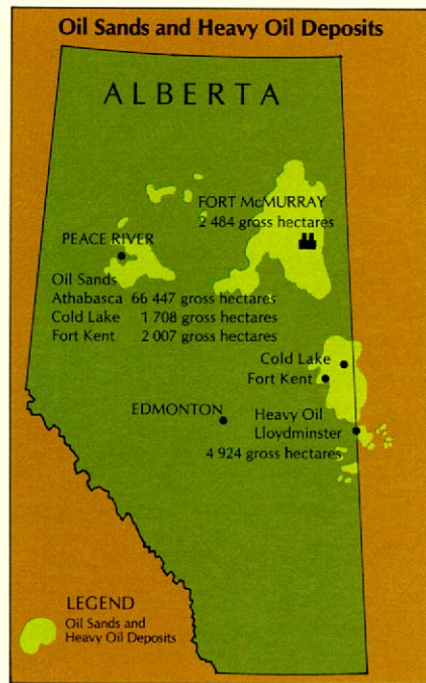 Oil Sands and Heavy Oil Deposits
ALBERTA
FORT McMURRAY
2 484 gross hectares
PEACE RIVER
Oil Sands
Athabasca 66 447 gross hectares
Cold Lake 1 708 gross hectares
Fort Kent 2 007 gross hectares
Cold Lake
Fort Kent
EDMONTON
Heavy Oil
Lloydminster
4 924 gross hectares
LEGEND
Oil Sands and
Heavy Oil Deposits